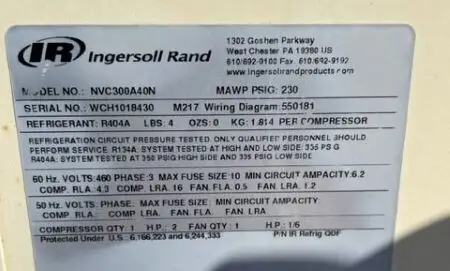 IR Ingersoll Rand
1302 Goshen Parkway
West Chester PA 19380 US
610/692-9100 Fax. 610/692-9192
www.ingersollrandproducts.com
MODEL NO.: NVC300A40N MAWP PSIG: 230
SERIAL NO.: WCH1018430 M217 Wiring Diagram: 550181
REFRIGERANT: R404A LBS: 4 OZS: 0 KG: 1.814 PER COMPRESSOR
REFRIGERATION CIRCUIT PRESSURE TESTED ONLY QUALIFIED PERSONNEL SHOULD
PERFORM SERVICE R134A: SYSTEM TESTED AT HIGH AND LOW SIDE: 335 PSIG
R404A: SYSTEM TESTED AT 350 PSIG HIGH SIDE AND 335 PSIG LOW SIDE
60 Hz. VOLTS: 460 PHASE: 3 MAX FUSE SIZE: 10 MIN CIRCUIT AMPACITY: 6.2
COMP. RLA: 4.3 COMP. LRA. 16 FAN. FLA. 0.5 FAN. LRA. 1.2
50 Hz. VOLTS: PHASE: MAX FUSE SIZE: MIN CIRCUIT AMPACITY:
COMP. RLA. COMP. LRA. FAN. FLA. FAN LRA.
COMPRESSOR QTY: 1 H.P.: 2 FAN QTY: 1 H.P.: 1/6
Protected Under U.S. 6,186,223 and 6,244,333 P/N IR Refrig QDF